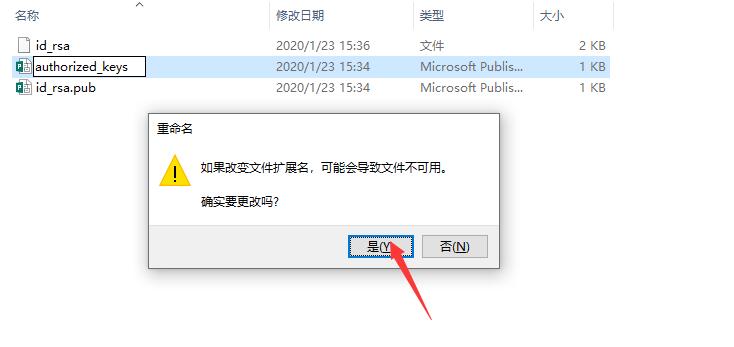 名称 修改日期 类型 大小
id_rsa 2020/1/23 15:36 文件 2 KB
authorized_keys 2020/1/23 15:34 Microsoft Publis... 1 KB
id_rsa.pub 2020/1/23 15:34 Microsoft Publis... 1 KB
重命名
如果改变文件扩展名，可能会导致文件不可用。
确实要更改吗?
是(Y) 否(N)